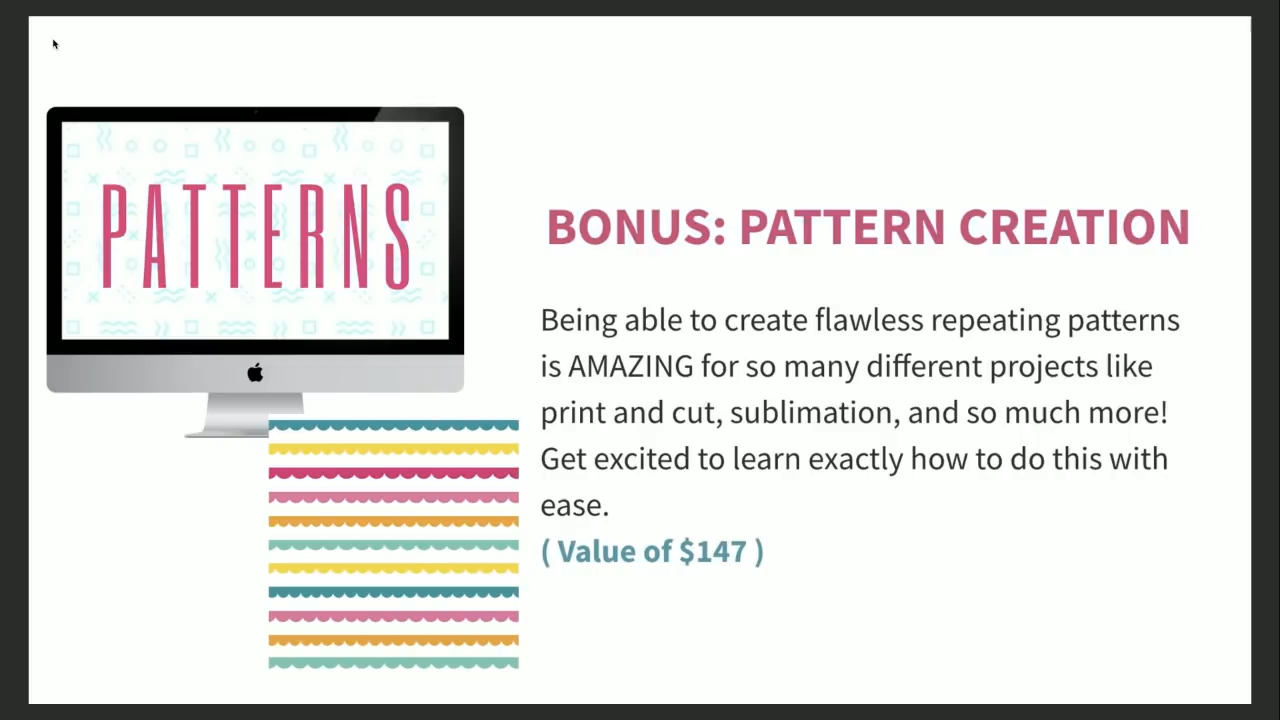 PATTERNS
BONUS: PATTERN CREATION
Being able to create flawless repeating patterns
is AMAZING for so many different projects like
print and cut, sublimation, and so much more!
Get excited to learn exactly how to do this with
ease.
( Value of $147 )